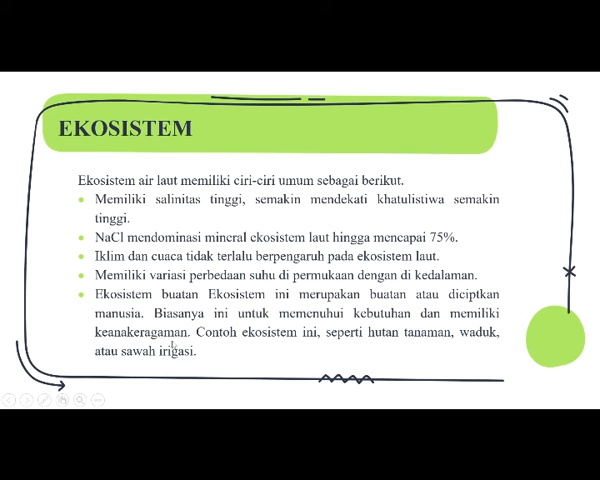 EKOSISTEM
Ekosistem air laut memiliki ciri-ciri umum sebagai berikut.
• Memiliki salinitas tinggi, semakin mendekati khatulistiwa semakin
tinggi.
• NaCl mendominasi mineral ekosistem laut hingga mencapai 75%.
• Iklim dan cuaca tidak terlalu berpengaruh pada ekosistem laut.
• Memiliki variasi perbedaan suhu di permukaan dengan di kedalaman.
• Ekosistem buatan Ekosistem ini merupakan buatan atau diciptkan
manusia. Biasanya ini untuk memenuhui kebutuhan dan memiliki
keanakeragaman. Contoh ekosistem ini, seperti hutan tanaman, waduk,
atau sawah irigasi.